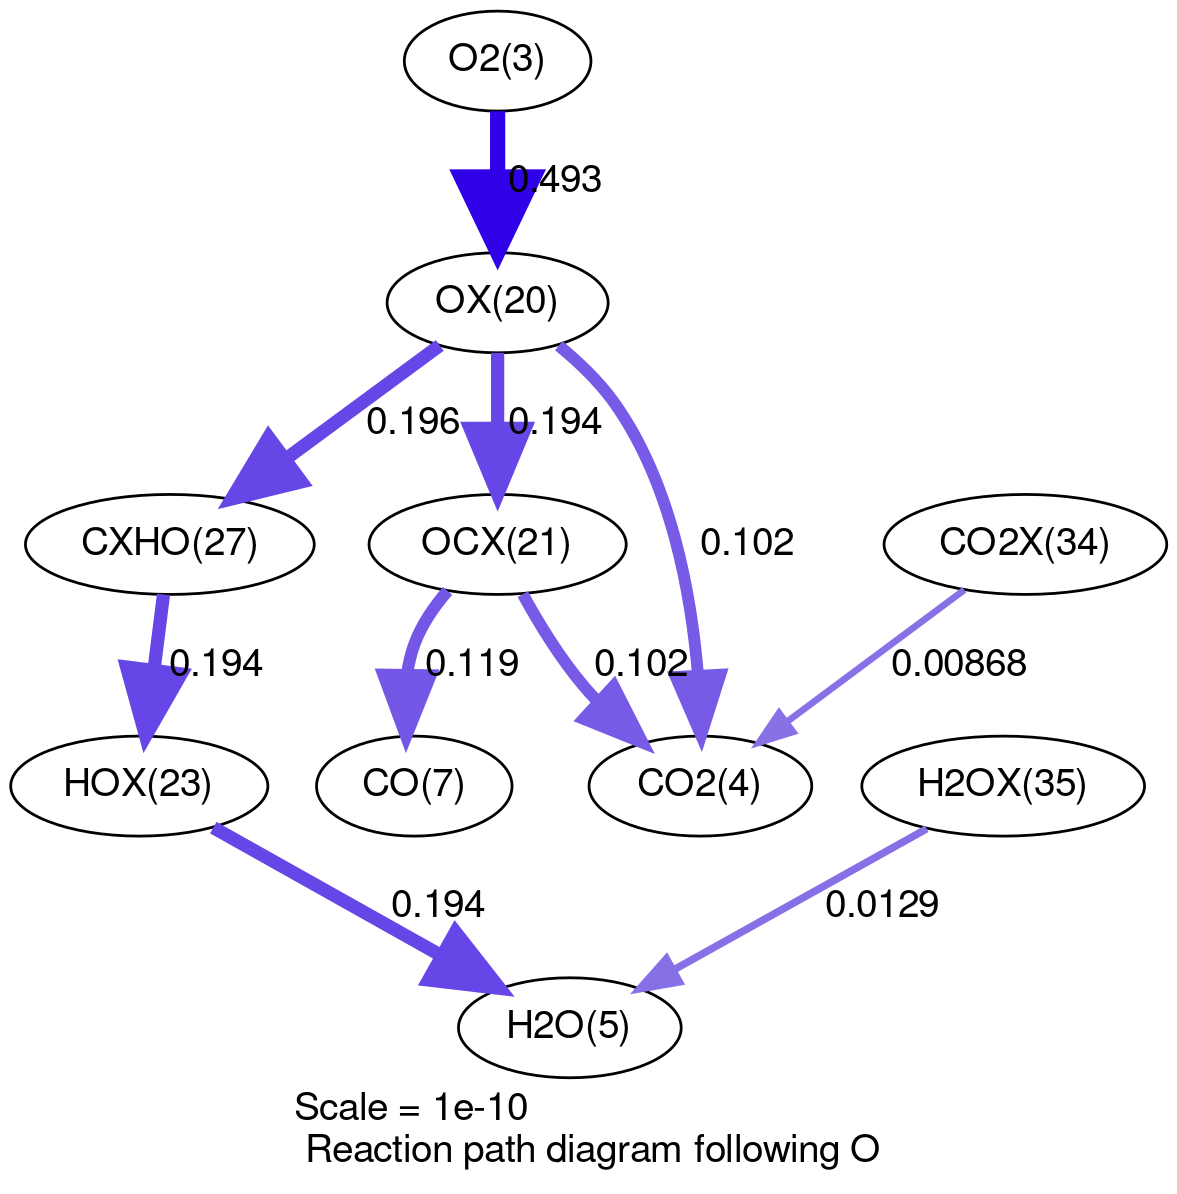 O2(3)
0.493
OX(20)
0.196
0.194
CXHO(27)
OCX(21)
0.102
CO2X(34)
0.194
0.119
0.102
0.00868
HOX(23)
CO(7)
CO2(4)
H2OX(35)
0.194
0.0129
H2O(5)
Scale = 1e-10
Reaction path diagram following O